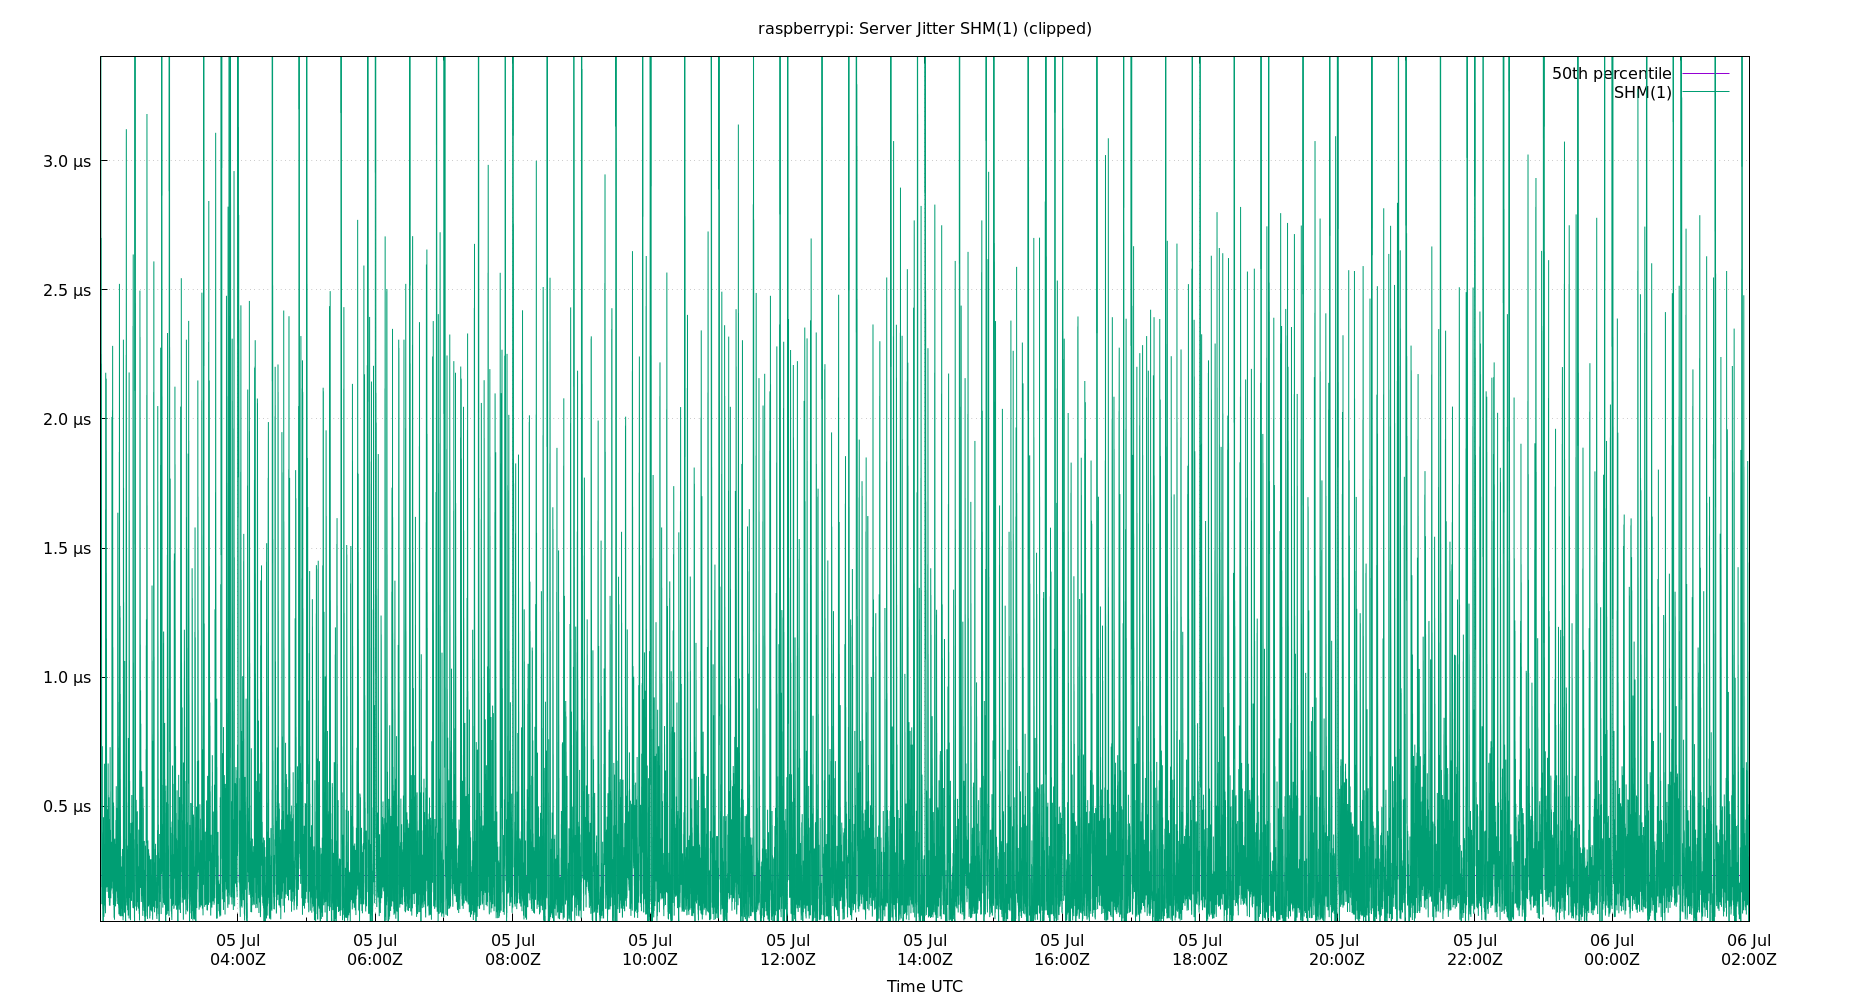 raspberrypi: Server Jitter SHM(1) (clipped)
50th percentile
SHM(1)
3.0 µs
2.5 µs
2.0 µs
1.5 µs
1.0 µs
0.5 µs
05 Jul 05 Jul 05 Jul 05 Jul 05 Jul 05 Jul 05 Jul 05 Jul 05 Jul 05 Jul 06 Jul 06 Jul
04:00Z 06:00Z 08:00Z 10:00Z 12:00Z 14:00Z 16:00Z 18:00Z 20:00Z 22:00Z 00:00Z 02:00Z
Time UTC